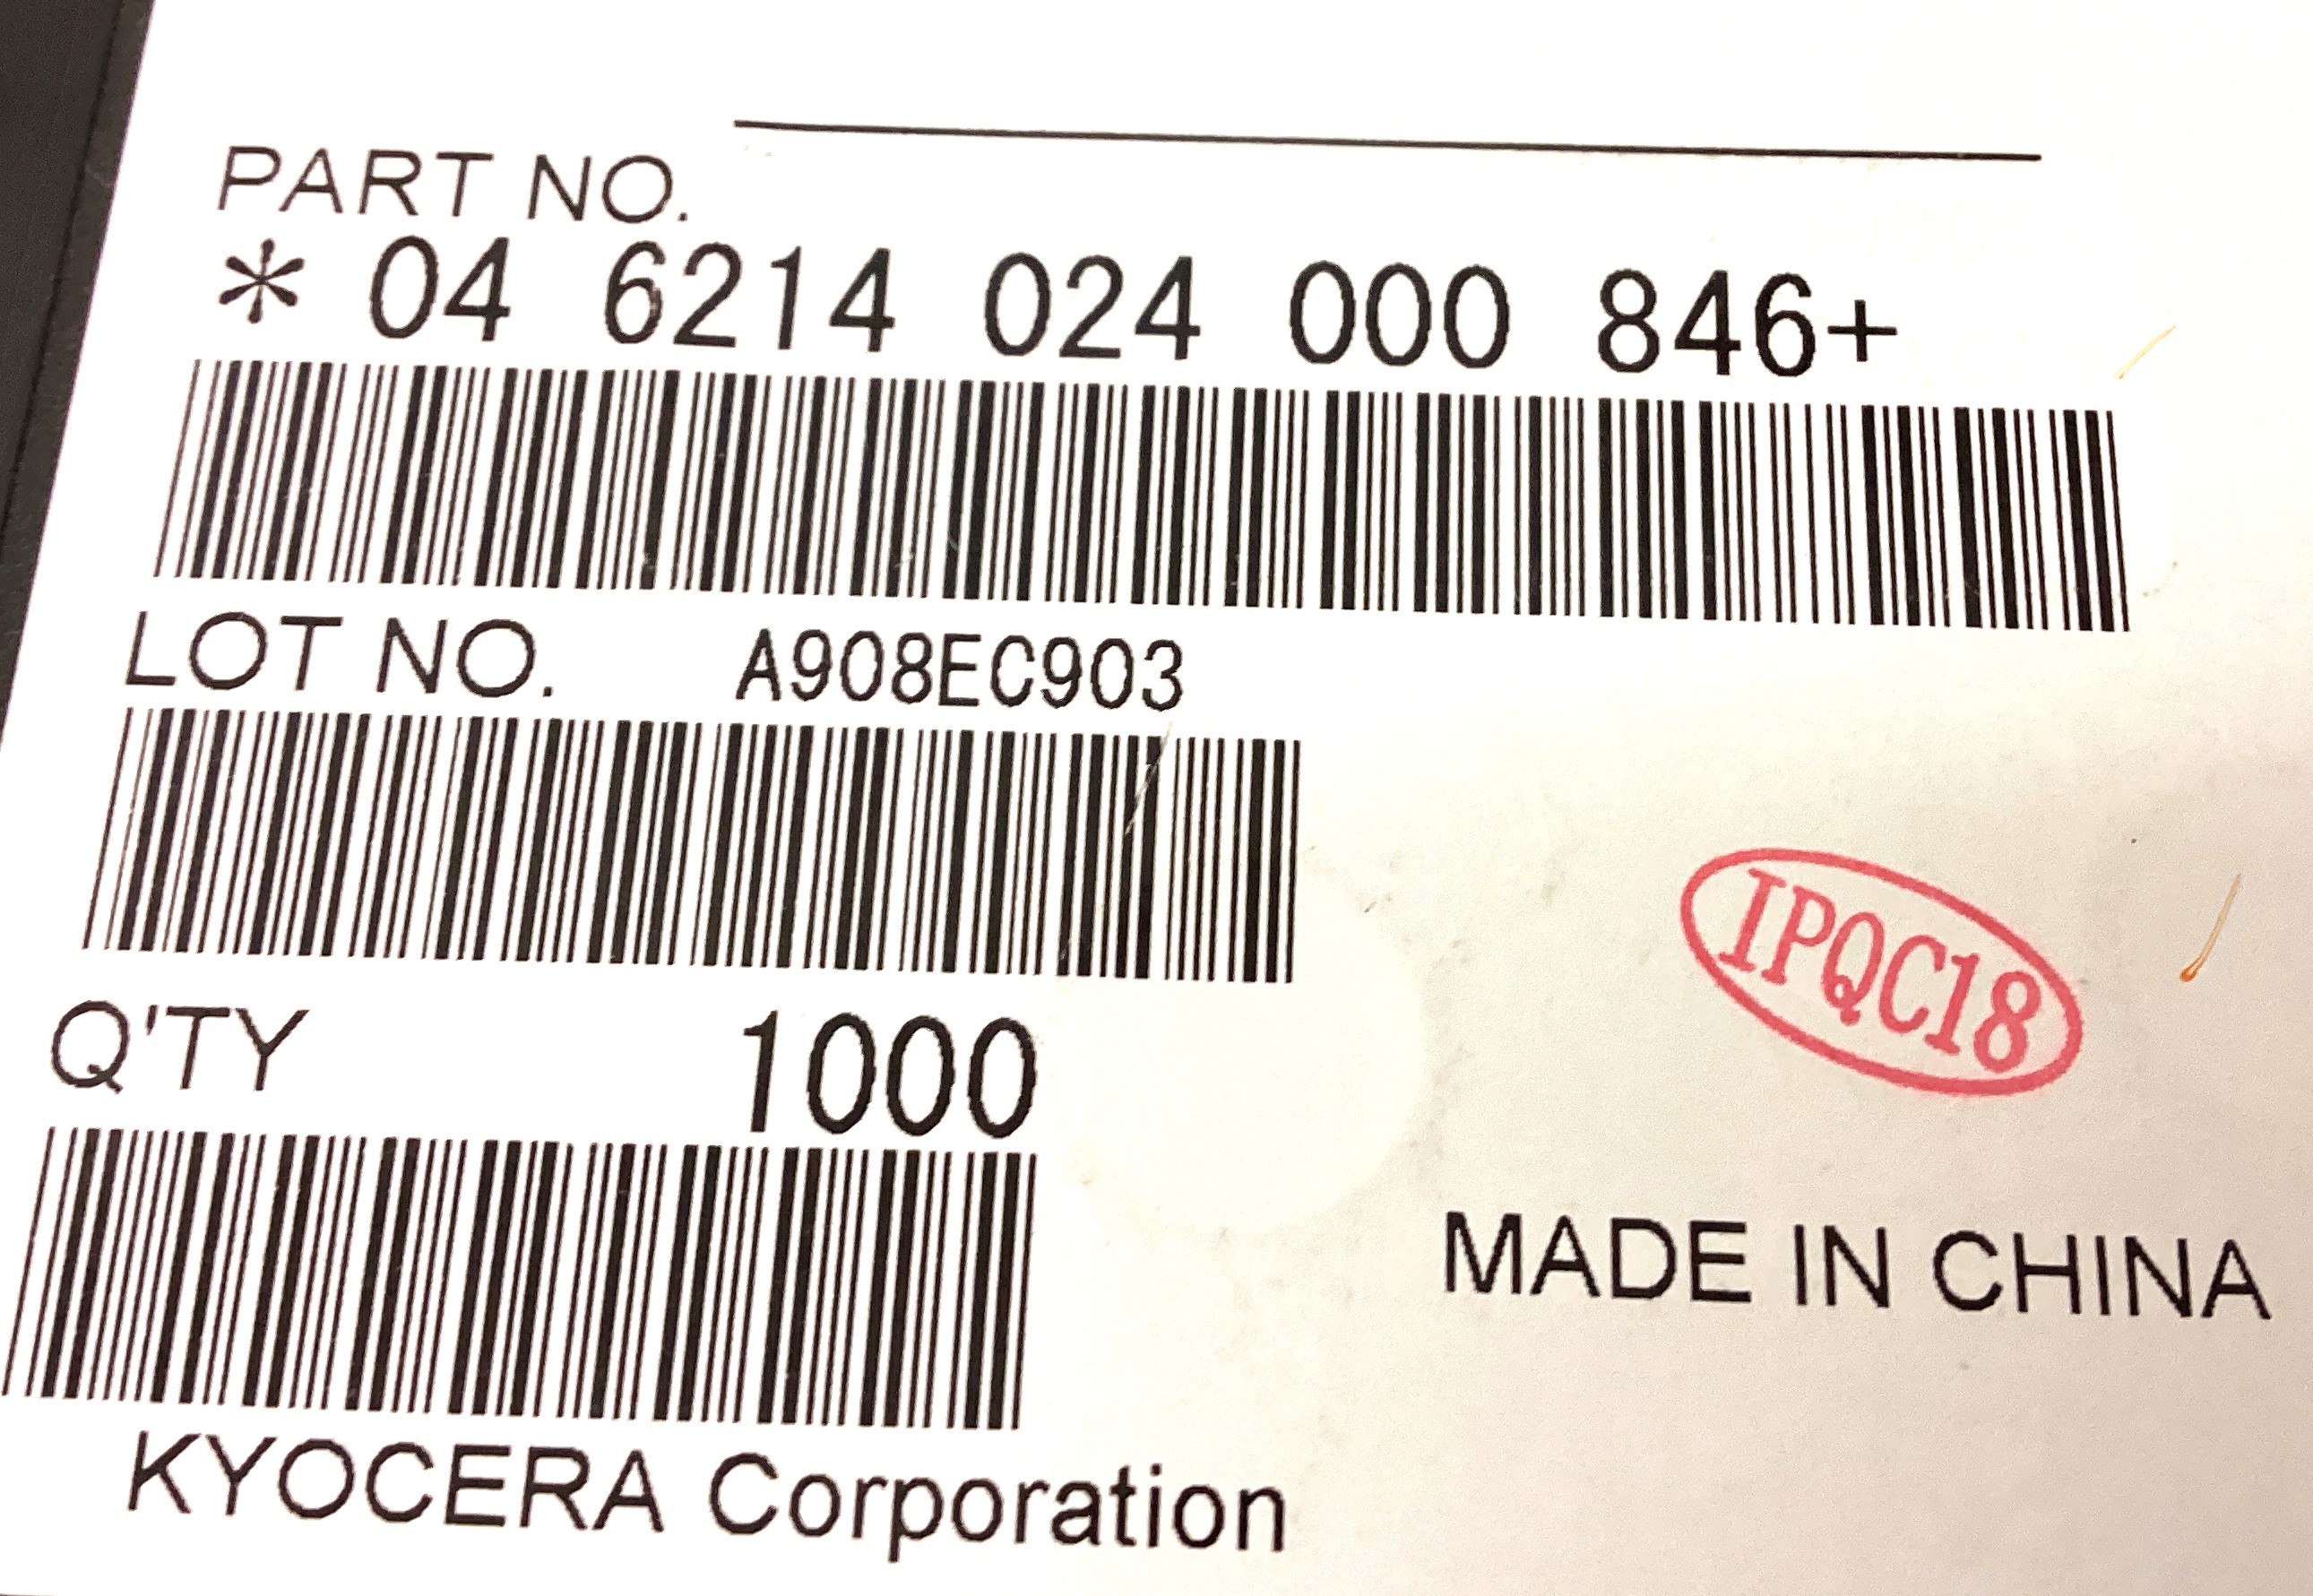 PART NO.
* 04 6214 024 000 846+
LOT NO. A908EC903
Q'TY 1000
IPQC18
MADE IN CHINA
KYOCERA Corporation